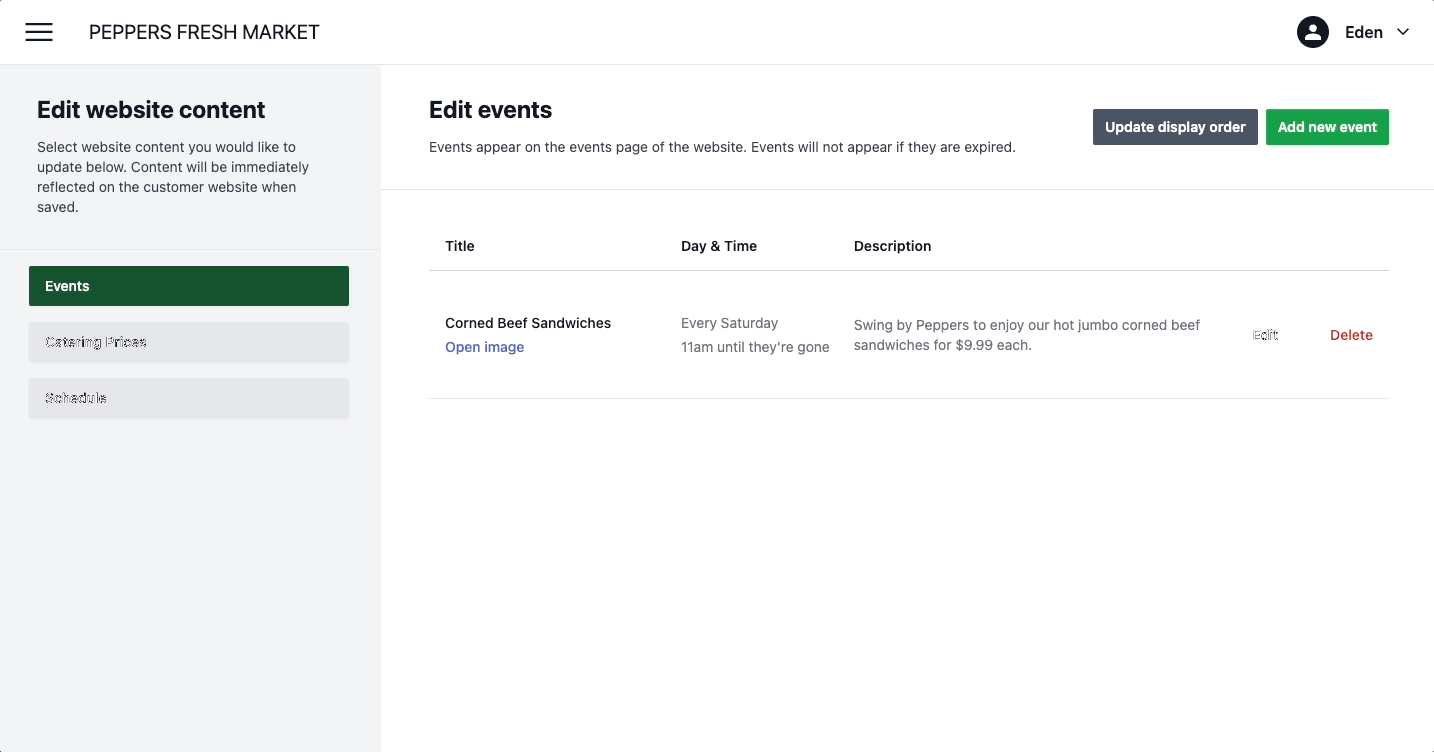 PEPPERS FRESH MARKET
Eden
Edit website content
Select website content you would like to
update below. Content will be immediately
reflected on the customer website when
saved.
Events
Catering Prices
Schedule
Edit events
Events appear on the events page of the website. Events will not appear if they are expired.
Update display order
Add new event
Title
Day & Time
Description
Corned Beef Sandwiches
Open image
Every Saturday
11am until they're gone
Swing by Peppers to enjoy our hot jumbo corned beef
sandwiches for $9.99 each.
Edit
Delete